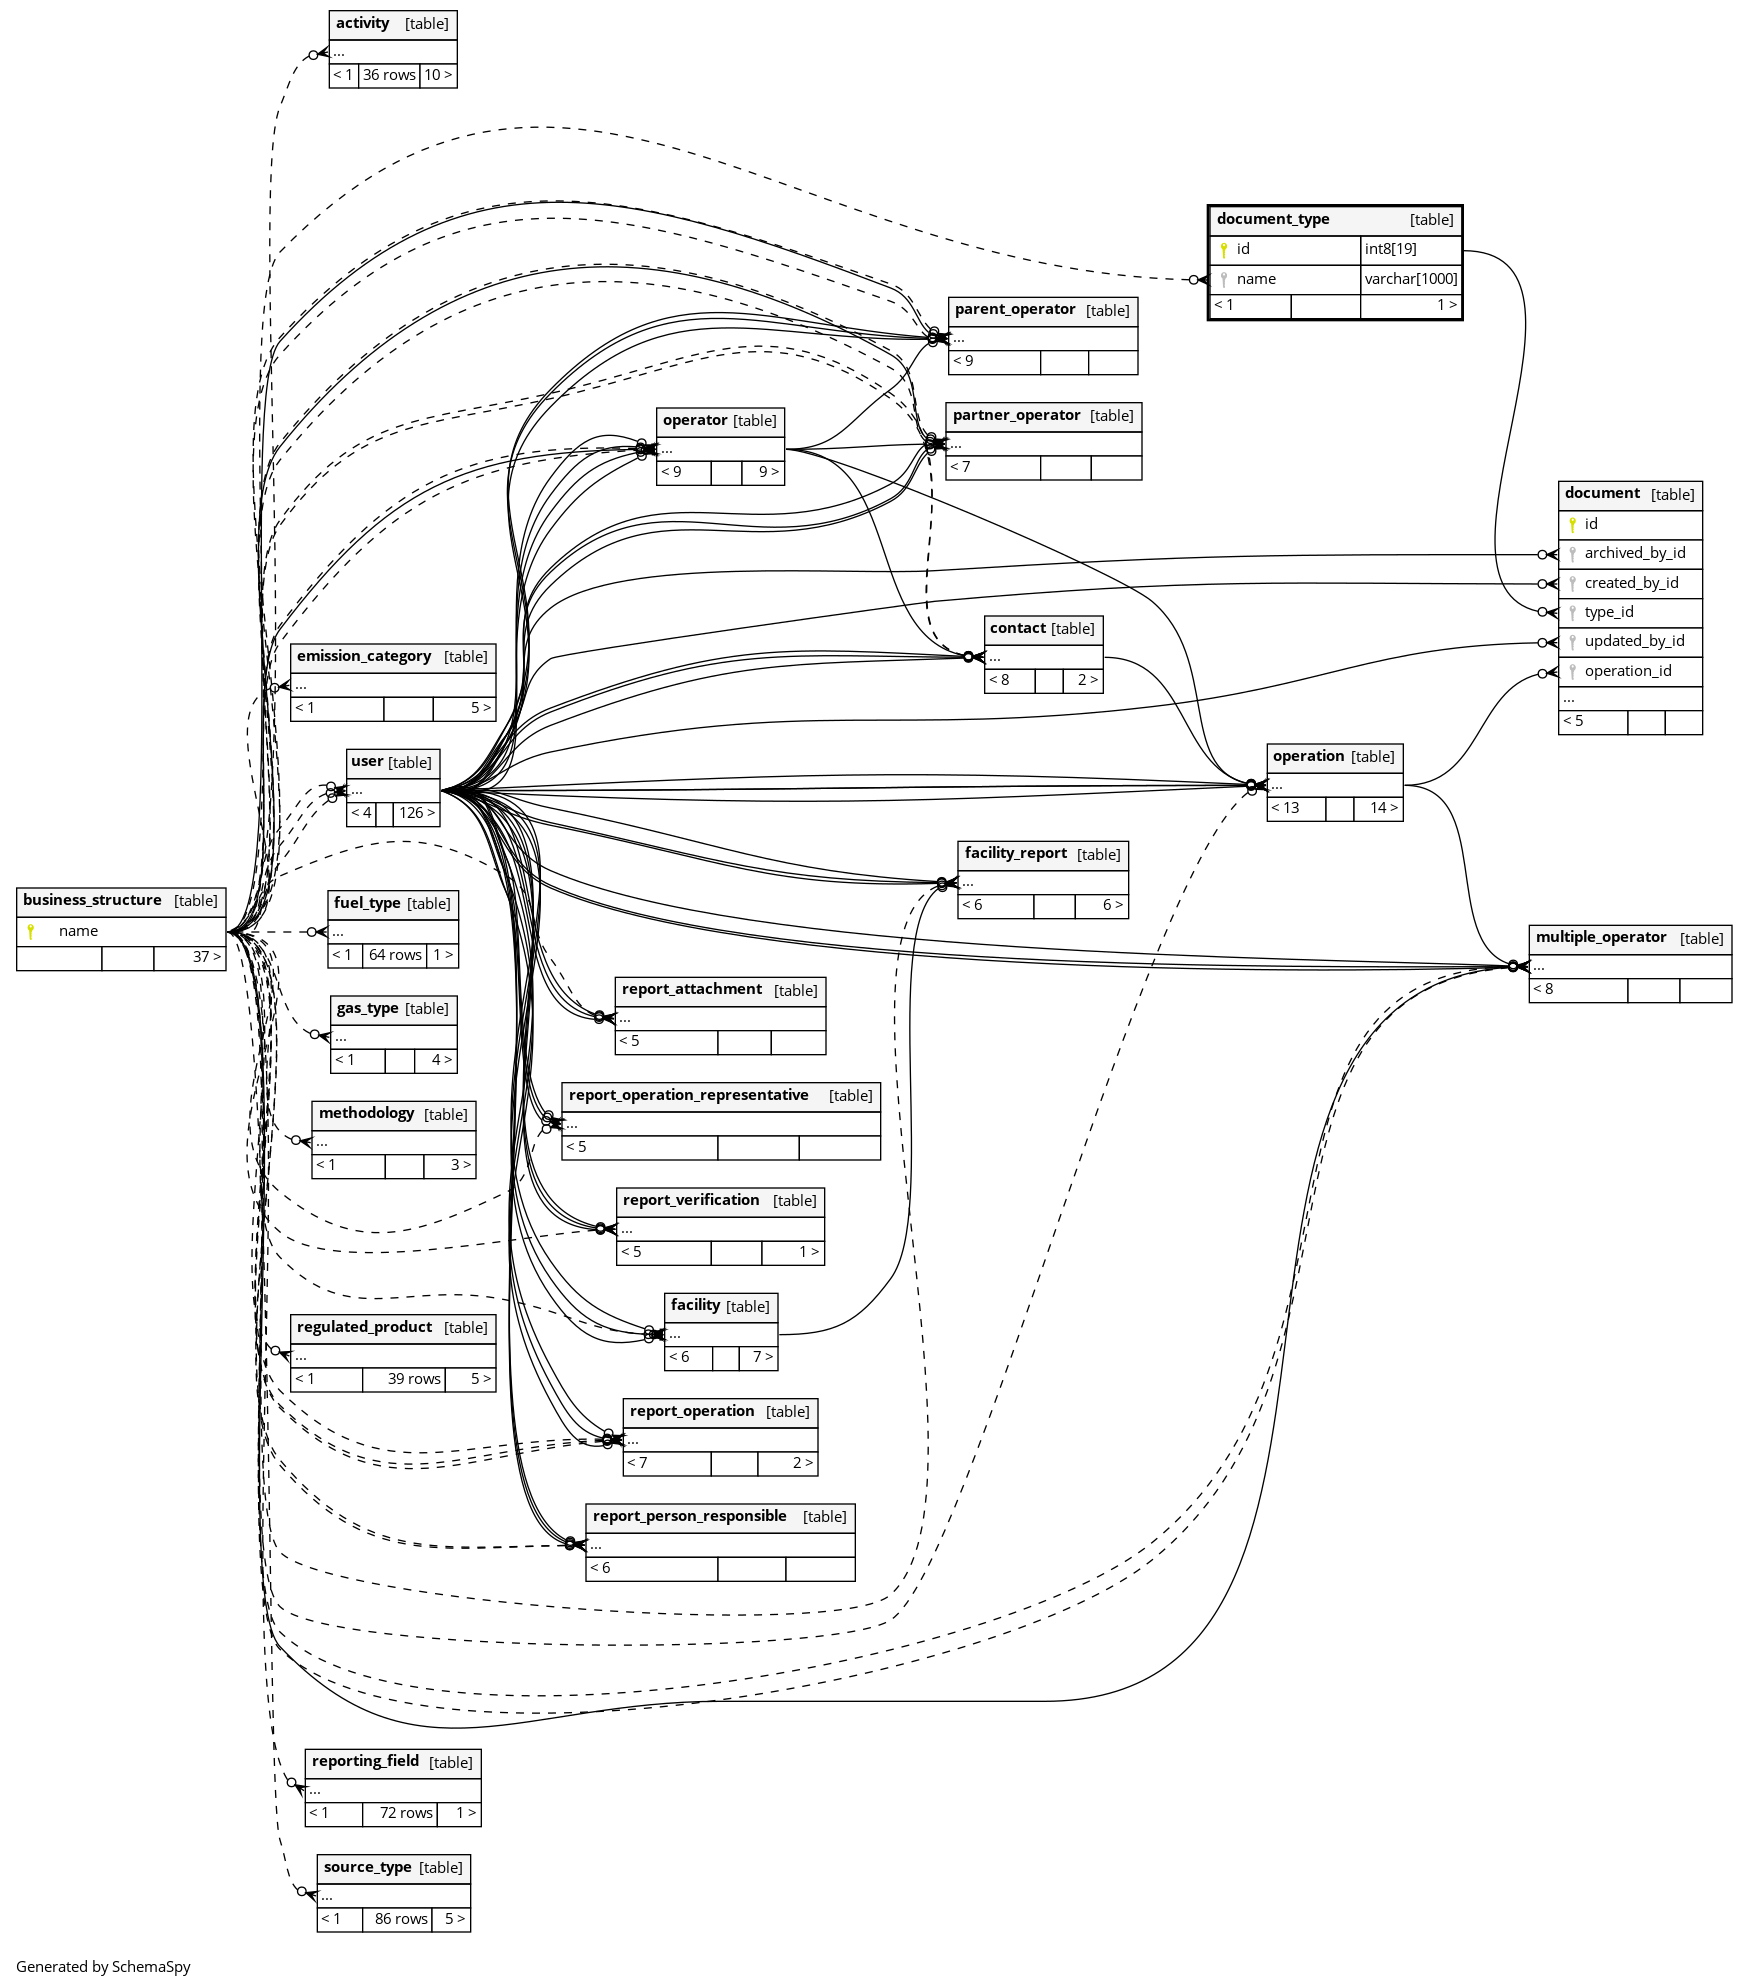 activity [table]
...
< 1 36 rows 10 >
document_type [table]
id int8[19]
name varchar[1000]
< 1 1 >
parent_operator [table]
...
< 9
partner_operator [table]
...
< 7
operator [table]
...
< 9 9 >
document [table]
id
archived_by_id
created_by_id
type_id
updated_by_id
operation_id
...
< 5
contact [table]
...
< 8 2 >
emission_category [table]
...
< 1 5 >
user [table]
...
< 4 126 >
operation [table]
...
< 13 14 >
facility_report [table]
...
< 6 6 >
business_structure [table]
name
37 >
fuel_type [table]
...
< 1 64 rows 1 >
multiple_operator [table]
...
< 8
report_attachment [table]
...
< 5
gas_type [table]
...
< 1 4 >
report_operation_representative [table]
...
< 5
methodology [table]
...
< 1 3 >
report_verification [table]
...
< 5 1 >
facility [table]
...
< 6 7 >
regulated_product [table]
...
< 1 39 rows 5 >
report_operation [table]
...
< 7 2 >
report_person_responsible [table]
...
< 6
reporting_field [table]
...
< 1 72 rows 1 >
source_type [table]
...
< 1 86 rows 5 >
Generated by SchemaSpy